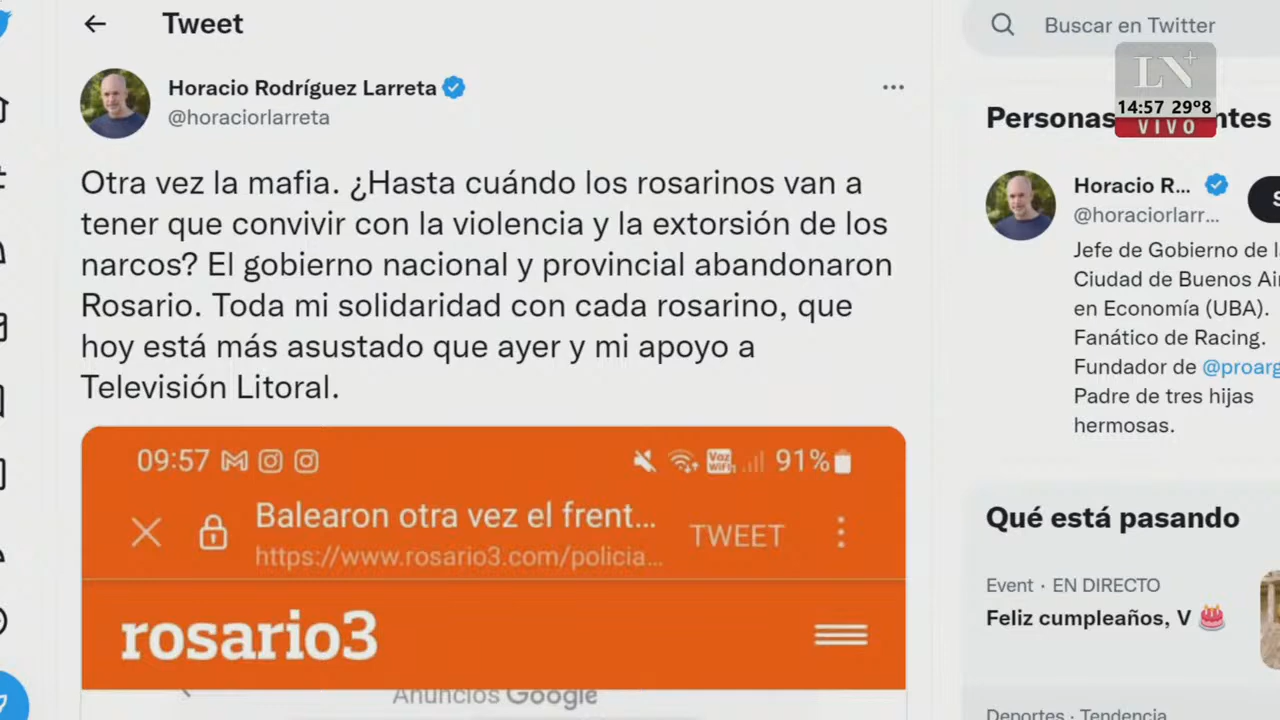 Tweet
Horacio Rodríguez Larreta
@horaciorlarreta
Otra vez la mafia. ¿Hasta cuándo los rosarinos van a
tener que convivir con la violencia y la extorsión de los
narcos? El gobierno nacional y provincial abandonaron
Rosario. Toda mi solidaridad con cada rosarino, que
hoy está más asustado que ayer y mi apoyo a
Televisión Litoral.
09:57
Voz
WiFi
91%
Balearon otra vez el frent...
https://www.rosario3.com/policia...
TWEET
rosario3
Anuncios Google
Buscar en Twitter
LN+
14:57 29º8
VIVO
Personas ntes
Horacio R...
@horaciorlarr...
Jefe de Gobierno de
Ciudad de Buenos
en Economía (UBA).
Fanático de Racing.
Fundador de @proarg
Padre de tres hijas
hermosas.
Qué está pasando
Event · EN DIRECTO
Feliz cumpleaños, V 🎂
Deportes · Tendencia